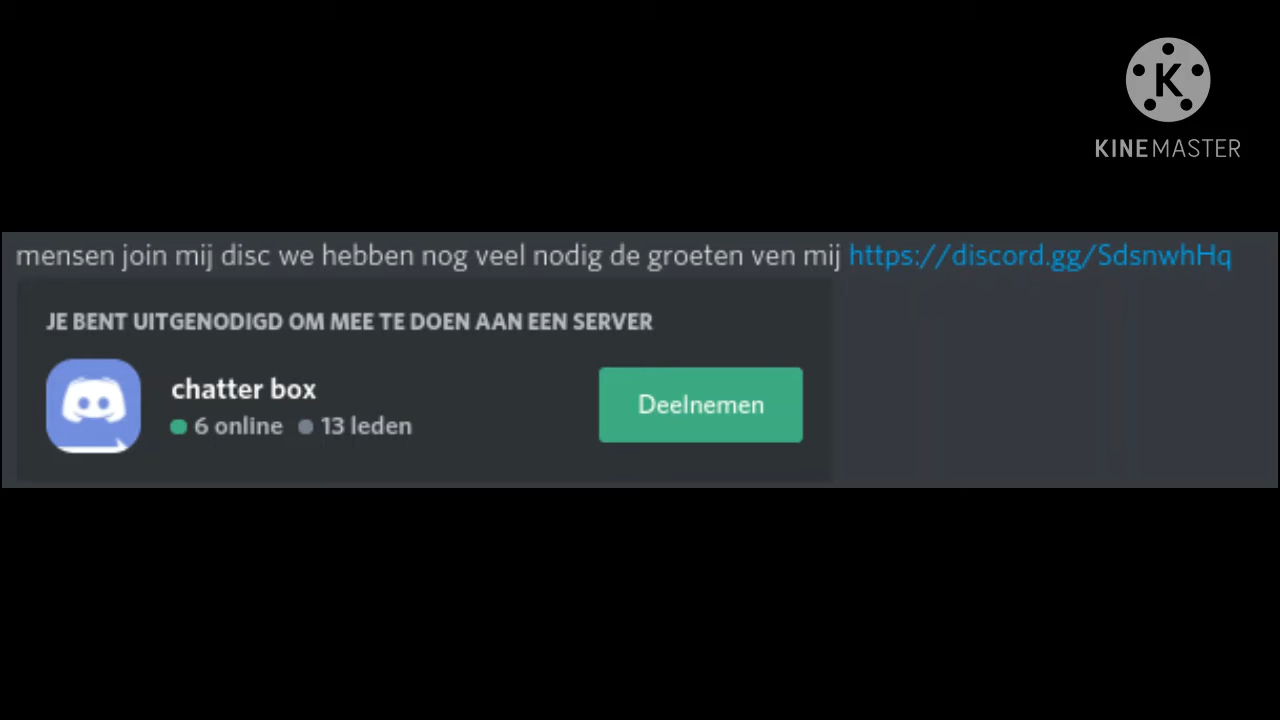 K
KINEMASTER
mensen join mij disc we hebben nog veel nodig de groeten ven mij https://discord.gg/SdsnwhHq
JE BENT UITGENODIGD OM MEE TE DOEN AAN EEN SERVER
chatter box
6 online 13 leden
Deelnemen